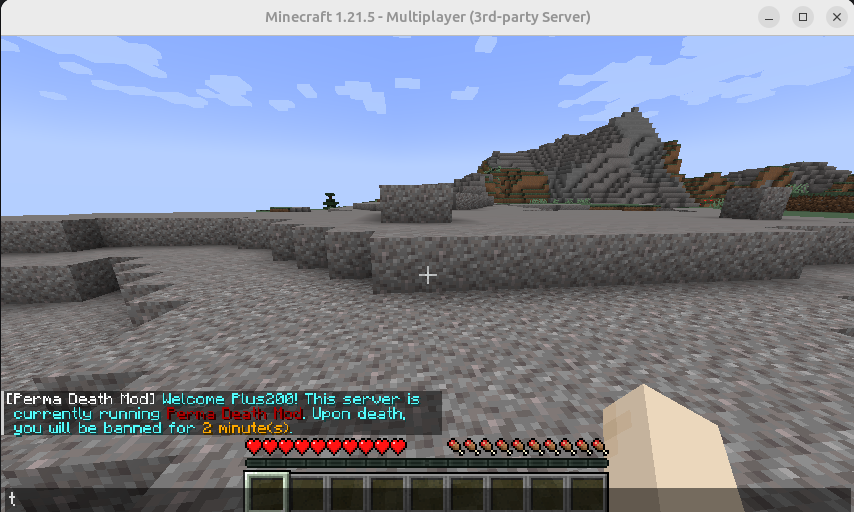 Minecraft 1.21.5 - Multiplayer (3rd-party Server)
[Perma Death Mod] Welcome Plus200! This server is
currently running Perma Death Mod. Upon death,
you will be banned for 2 minute(s).
t